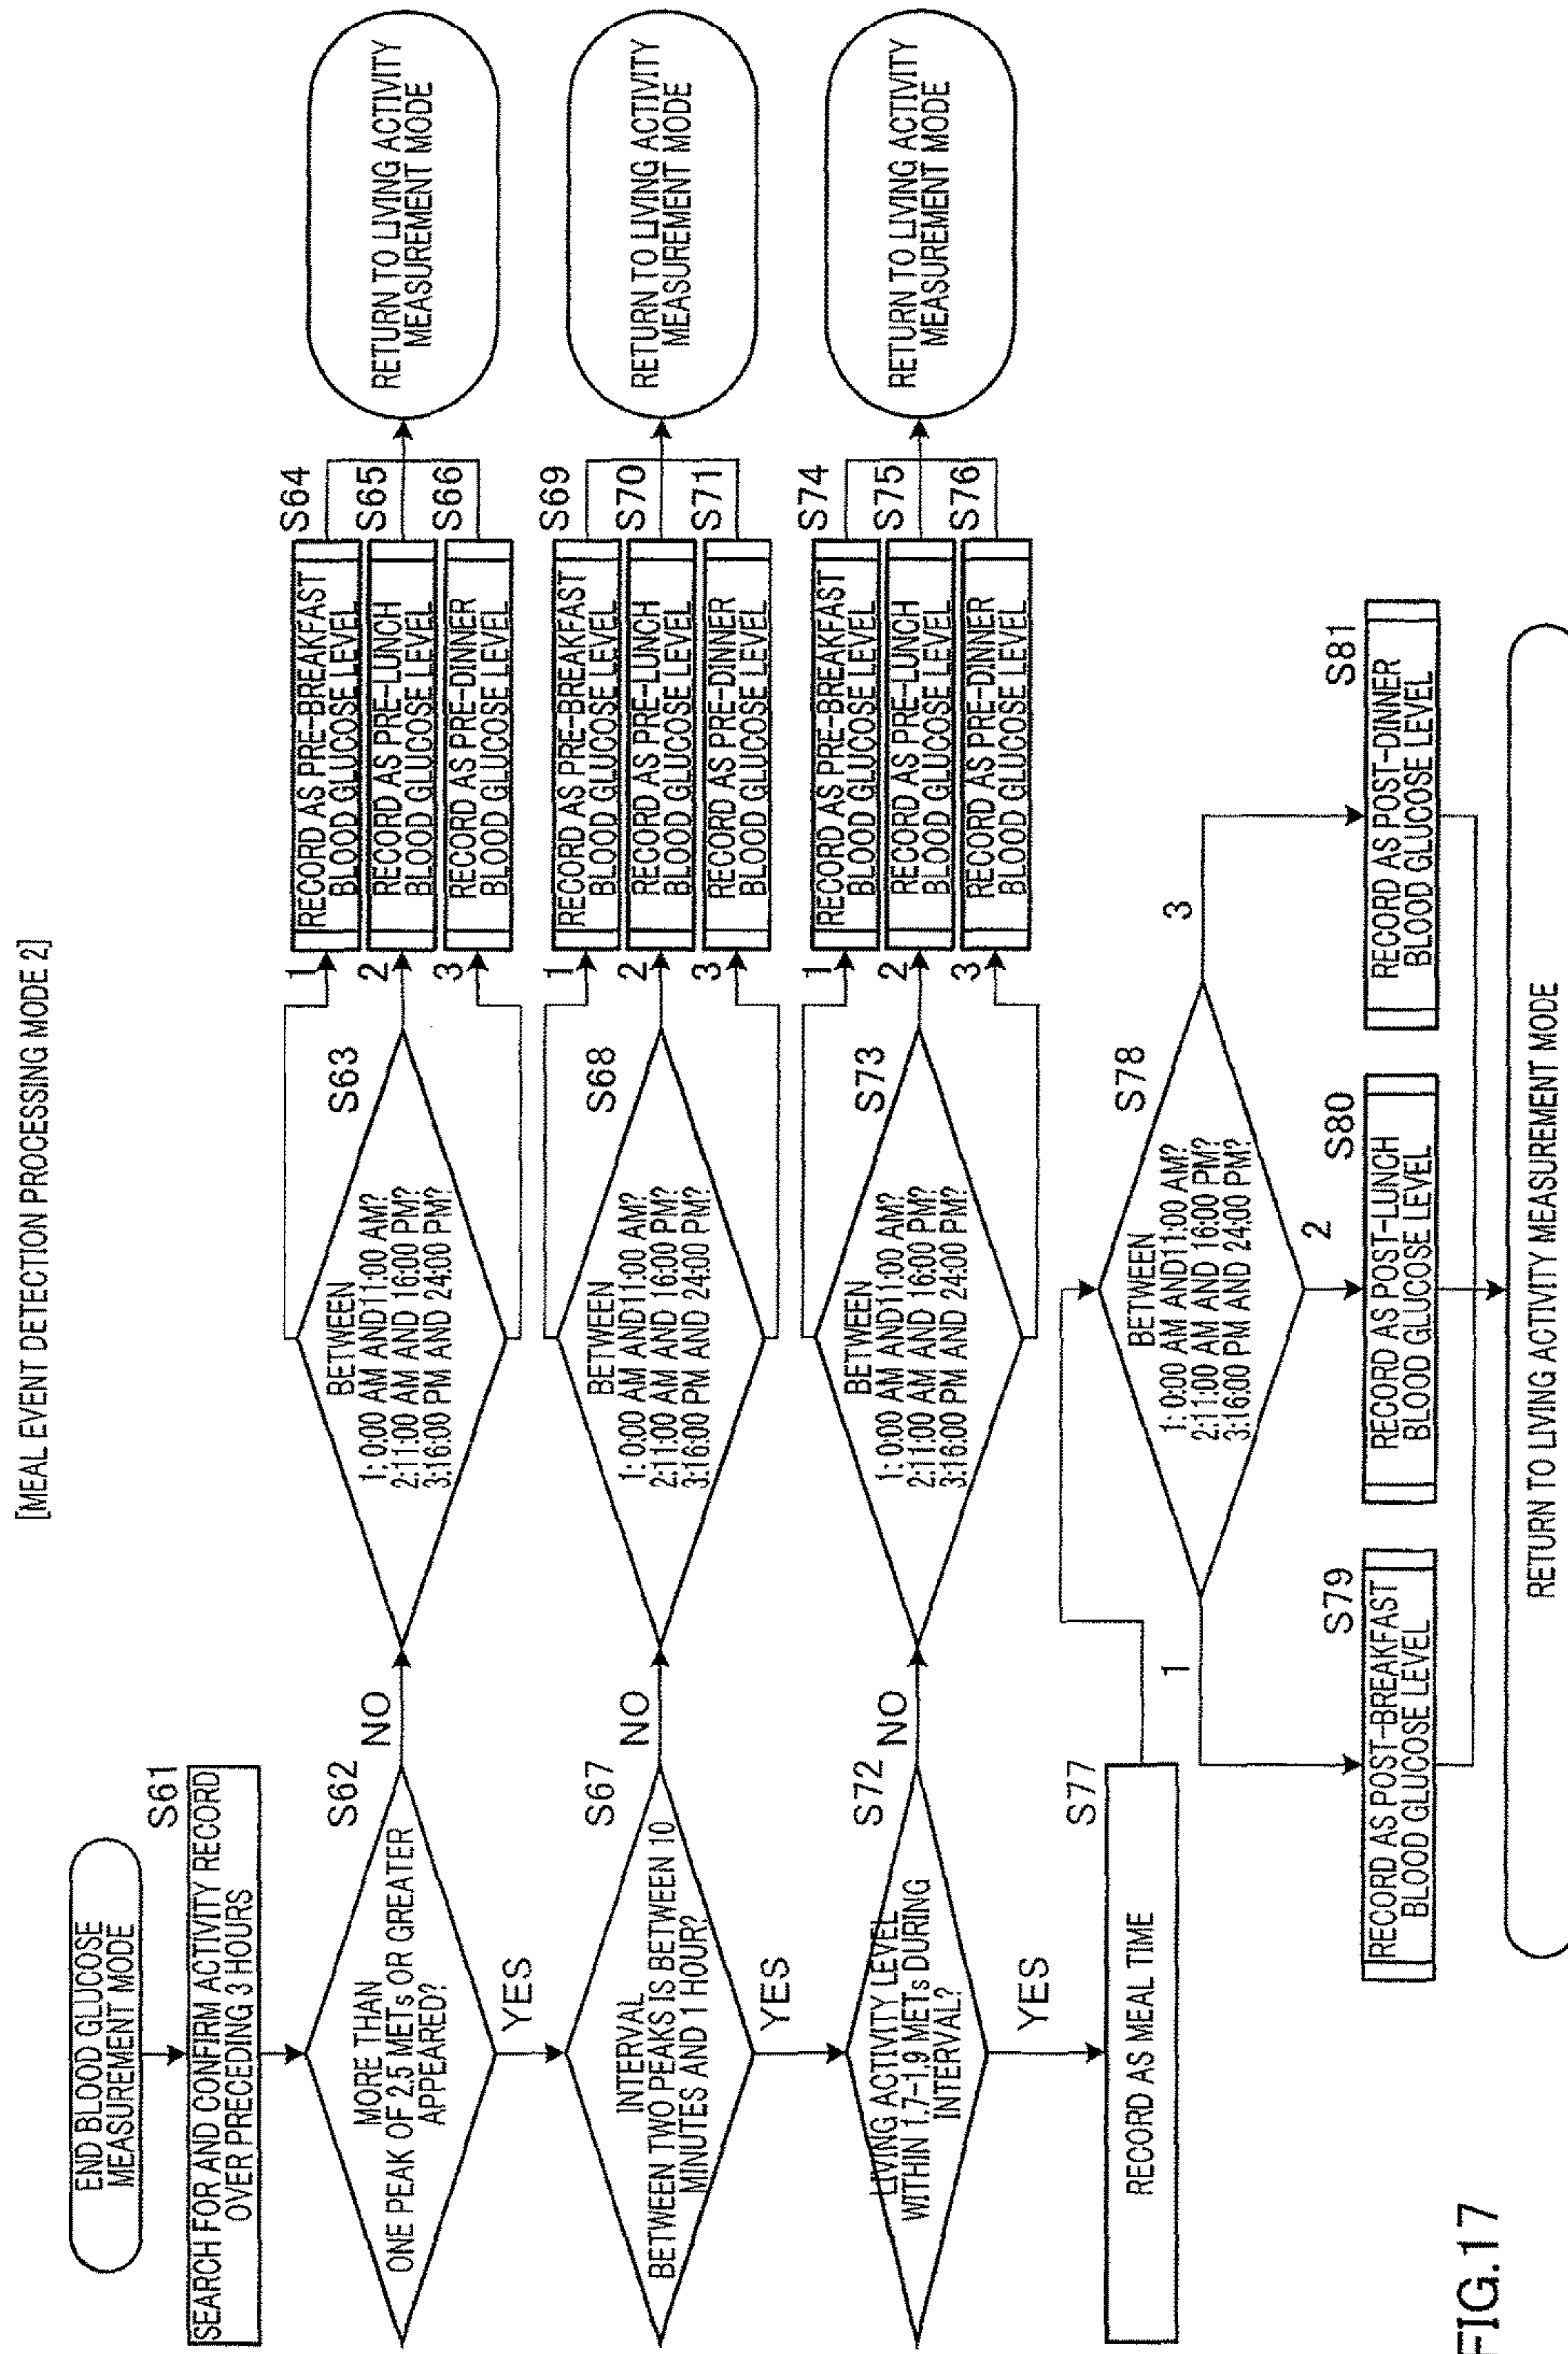 [MEAL EVENT DETECTION PROCESSING MODE 2]
END BLOOD GLUCOSE
MEASUREMENT MODE
S61
SEARCH FOR AND CONFIRM ACTIVITY RECORD
OVER PRECEDING 3 HOURS
S62
MORE THAN
ONE PEAK OF 2.5 METs OR GREATER
APPEARED?
NO
YES
S63
BETWEEN
1: 0:00 AM AND11:00 AM?
2:11:00 AM AND 16:00 PM?
3:16:00 PM AND 24:00 PM?
1
2
3
S64
RECORD AS PRE-BREAKFAST
BLOOD GLUCOSE LEVEL
S65
RECORD AS PRE-LUNCH
BLOOD GLUCOSE LEVEL
S66
RECORD AS PRE-DINNER
BLOOD GLUCOSE LEVEL
RETURN TO LIVING ACTIVITY
MEASUREMENT MODE
S67
INTERVAL
BETWEEN TWO PEAKS IS BETWEEN 10
MINUTES AND 1 HOUR?
NO
YES
S68
BETWEEN
1: 0:00 AM AND11:00 AM?
2:11:00 AM AND 16:00 PM?
3:16:00 PM AND 24:00 PM?
1
2
3
S69
RECORD AS PRE-BREAKFAST
BLOOD GLUCOSE LEVEL
S70
RECORD AS PRE-LUNCH
BLOOD GLUCOSE LEVEL
S71
RECORD AS PRE-DINNER
BLOOD GLUCOSE LEVEL
RETURN TO LIVING ACTIVITY
MEASUREMENT MODE
S72
LIVING ACTIVITY LEVEL
WITHIN 1.7-1.9 METs DURING
INTERVAL?
NO
YES
S73
BETWEEN
1: 0:00 AM AND11:00 AM?
2:11:00 AM AND 16:00 PM?
3:16:00 PM AND 24:00 PM?
1
2
3
S74
RECORD AS PRE-BREAKFAST
BLOOD GLUCOSE LEVEL
S75
RECORD AS PRE-LUNCH
BLOOD GLUCOSE LEVEL
S76
RECORD AS PRE-DINNER
BLOOD GLUCOSE LEVEL
RETURN TO LIVING ACTIVITY
MEASUREMENT MODE
S77
RECORD AS MEAL TIME
S78
BETWEEN
1: 0:00 AM AND11:00 AM?
2:11:00 AM AND 16:00 PM?
3:16:00 PM AND 24:00 PM?
1
2
3
S79
RECORD AS POST-BREAKFAST
BLOOD GLUCOSE LEVEL
S80
RECORD AS POST-LUNCH
BLOOD GLUCOSE LEVEL
S81
RECORD AS POST-DINNER
BLOOD GLUCOSE LEVEL
RETURN TO LIVING ACTIVITY MEASUREMENT MODE
FIG.17